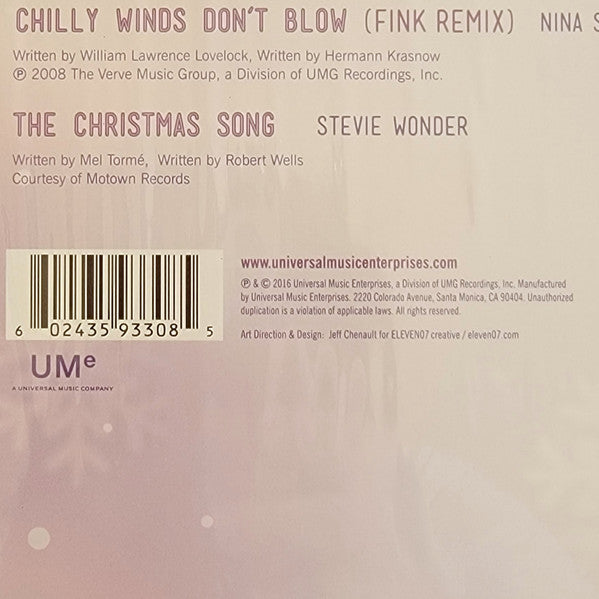 CHILLY WINDS DON'T BLOW (FINK REMIX) NINA
Written by William Lawrence Lovelock, Written by Hermann Krasnow
℗ 2008 The Verve Music Group, a Division of UMG Recordings, Inc.
THE CHRISTMAS SONG STEVIE WONDER
Written by Mel Tormé, Written by Robert Wells
Courtesy of Motown Records
www.universalmusicenterprises.com
℗ & © 2016 Universal Music Enterprises, a Division of UMG Recordings, Inc. Manufactured
by Universal Music Enterprises. 2220 Colorado Avenue, Santa Monica, CA 90404. Unauthorized
duplication is a violation of applicable laws. All rights reserved.
Art Direction & Design: Jeff Chenault for ELEVEN07 creative / eleven07.com
6 02435 93308 5
UMe
A UNIVERSAL MUSIC COMPANY